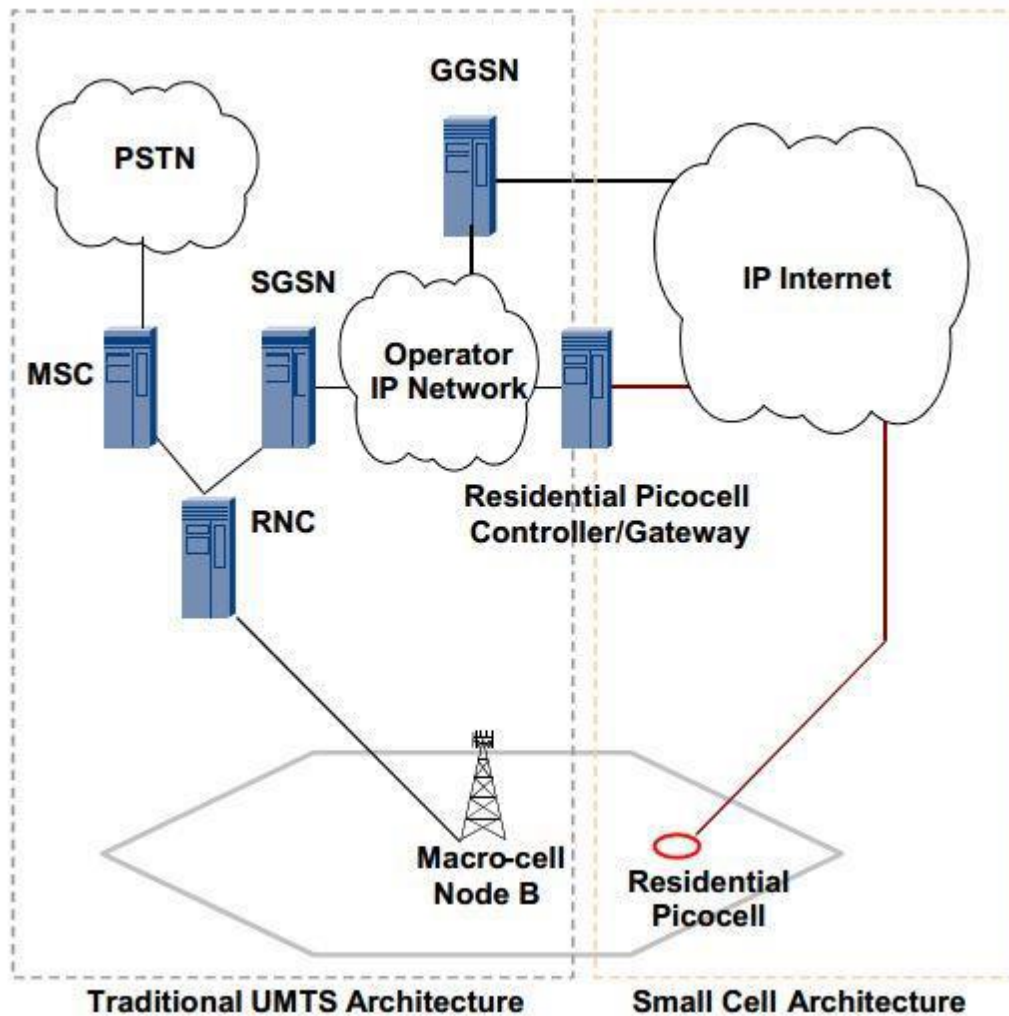 GGSN
PSTN
SGSN
IP Internet
MSC
Operator
IP Network
RNC
Residential Picocell
Controller/Gateway
Macro-cell
Node B
Residential
Picocell
Traditional UMTS Architecture
Small Cell Architecture